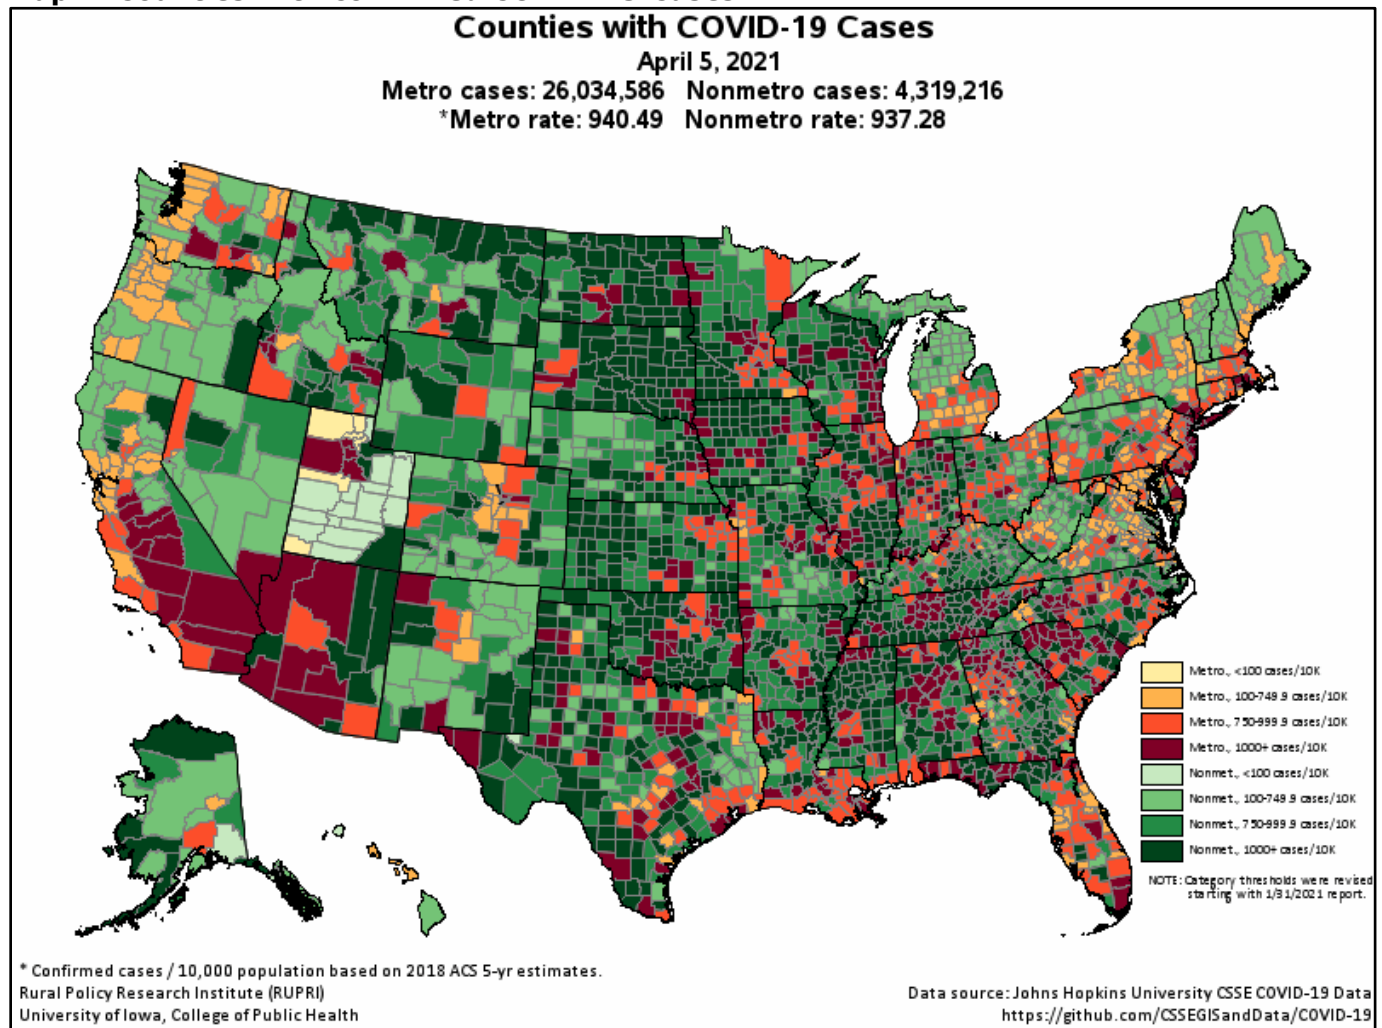 Counties with COVID-19 Cases
April 5, 2021
Metro cases: 26,034,586 Nonmetro cases: 4,319,216
*Metro rate: 940.49 Nonmetro rate: 937.28
Metro., <100 cases/10K
Metro., 100-749.9 cases/10K
Metro., 750-999.9 cases/10K
Metro., 1000+ cases/10K
Nonmet., <100 cases/10K
Nonmet., 100-749.9 cases/10K
Nonmet., 750-999.9 cases/10K
Nonmet., 1000+ cases/10K
NOTE: Category thresholds were revised
starting with 1/31/2021 report.
* Confirmed cases / 10,000 population based on 2018 ACS 5-yr estimates.
Rural Policy Research Institute (RUPRI)
University of Iowa, College of Public Health
Data source: Johns Hopkins University CSSE COVID-19 Data
https://github.com/CSSEGISandData/COVID-19